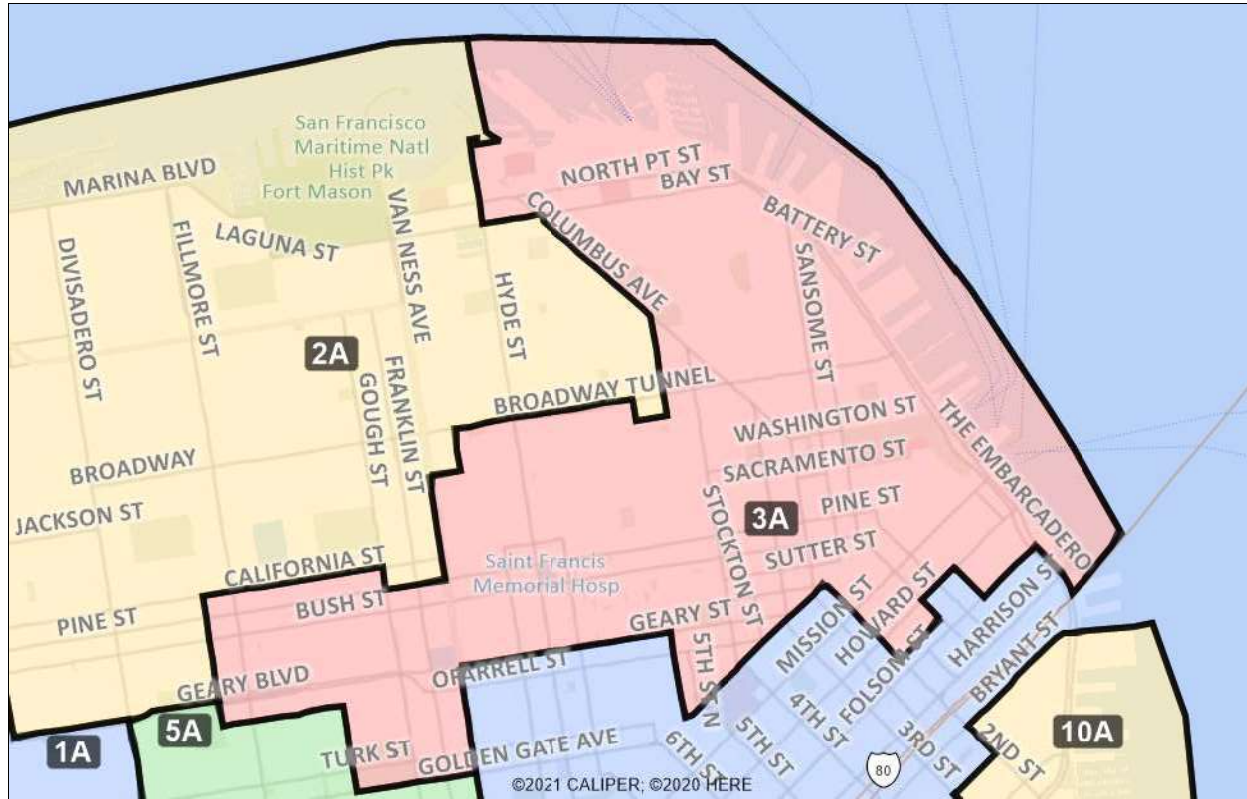 San Francisco
Maritime Natl
Hist Pk
Fort Mason
MARINA BLVD
NORTH PT ST
BAY ST
COLUMBUS AVE
BATTERY ST
SANSOME ST
VAN NESS AVE
LAGUNA ST
FILLMORE ST
DIVISADERO ST
HYDE ST
2A
FRANKLIN ST
GOUGH ST
BROADWAY TUNNEL
WASHINGTON ST
THE EMBARCADERO
SACRAMENTO ST
BROADWAY
JACKSON ST
STOCKTON ST
PINE ST
3A
SUTTER ST
CALIFORNIA ST
Saint Francis
Memorial Hosp
BUSH ST
PINE ST
GEARY ST
MISSION ST
HOWARD ST
HARRISON S
FOLSOM ST
BRYANT ST
OFARRELL ST
GEARY BLVD
5TH ST N
4TH ST
5A
1A
10A
TURK ST
GOLDEN GATE AVE
6TH ST
5TH ST
3RD ST
2ND ST
80
©2021 CALIPER; ©2020 HERE